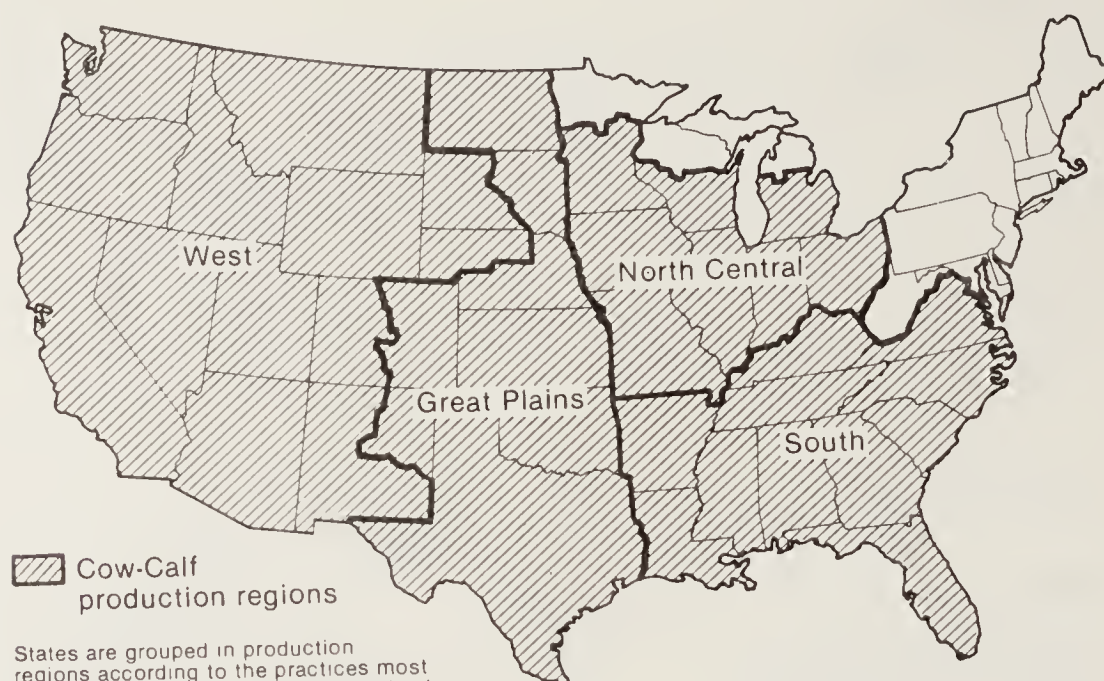 West
North Central
Great Plains
South
Cow-Calf
production regions
States are grouped in production
regions according to the practices most